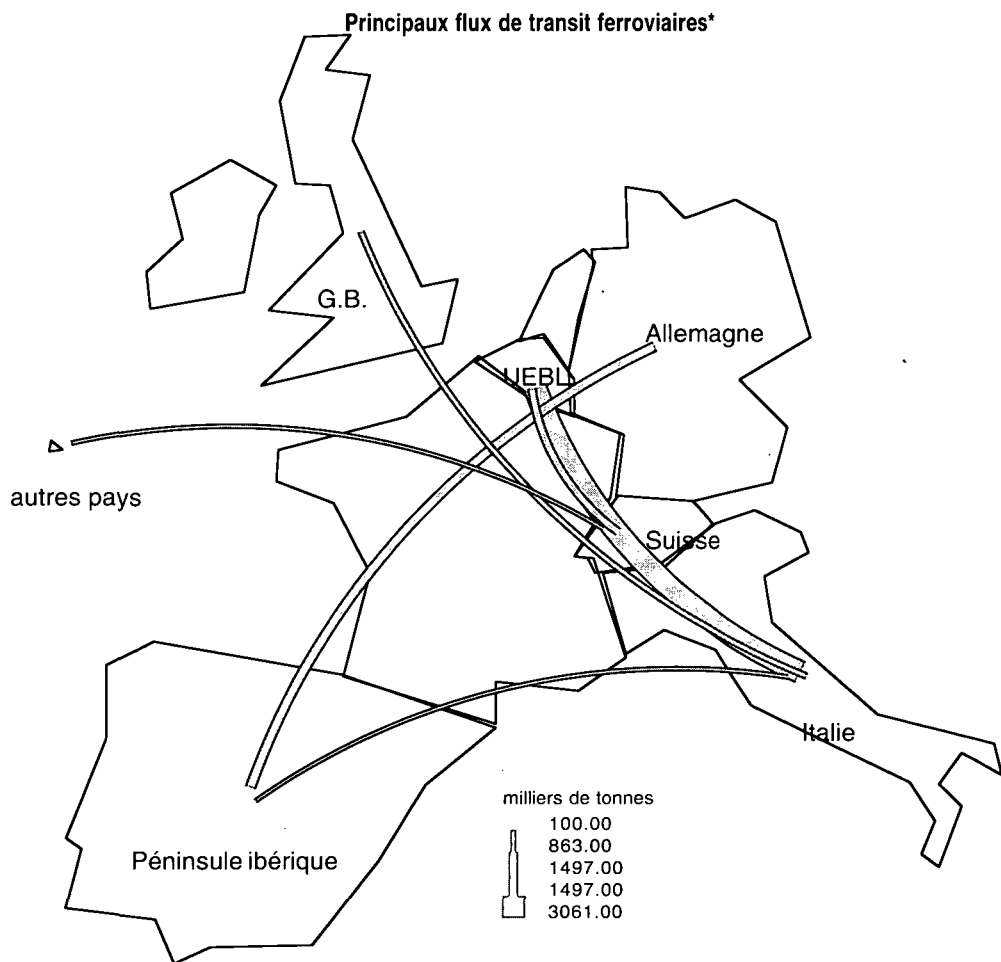 Principaux flux de transit ferroviaires*
G.B.
Allemagne
UEBL
autres pays
Suisse
Italie
Péninsule ibérique
milliers de tonnes
100.00
863.00
1497.00
1497.00
3061.00